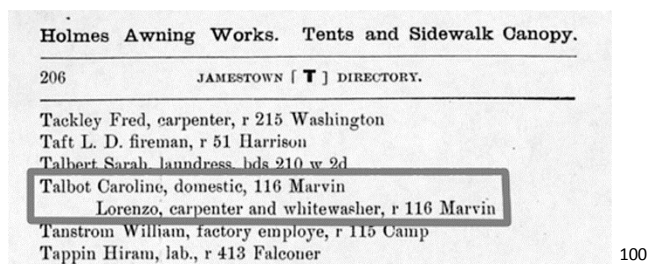 Holmes Awning Works. Tents and Sidewalk Canopy.
206 JAMESTOWN [ T ] DIRECTORY.
Tackley Fred, carpenter, r 215 Washington
Taft L. D. fireman, r 51 Harrison
Talbert Sarah, laundress, bds 210 w 2d
Talbot Caroline, domestic, 116 Marvin
Lorenzo, carpenter and whitewasher, r 116 Marvin
Tanstrom William, factory employe, r 115 Camp
Tappin Hiram, lab., r 413 Falconer
100